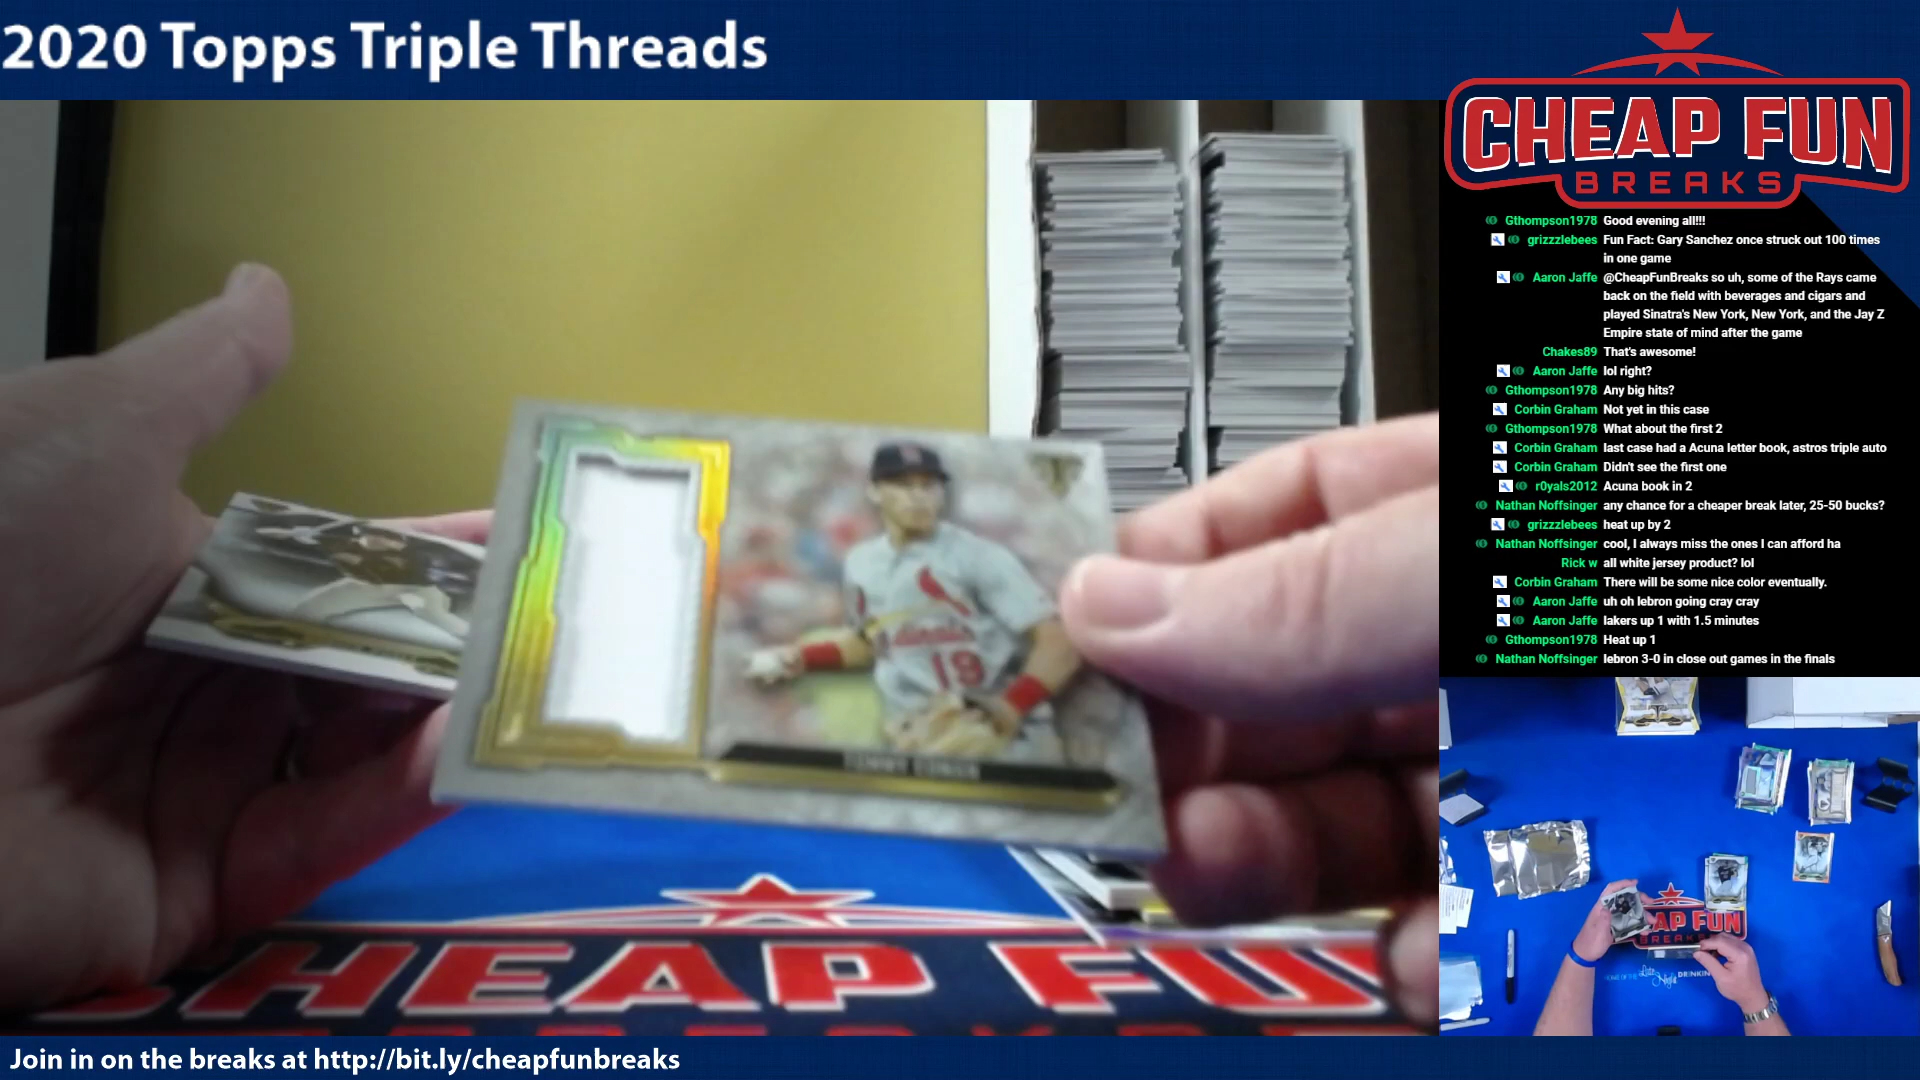 2020 Topps Triple Threads
CHEAP FUN
BREAKS
Gthompson1978 Good evening all!!!
grizzzlebees Fun Fact: Gary Sanchez once struck out 100 times
in one game
Aaron Jaffe @CheapFunBreaks so uh, some of the Rays came
back on the field with beverages and cigars and
played Sinatra's New York, New York, and the Jay Z
Empire state of mind after the game
Chakes89 That's awesome!
Aaron Jaffe lol right?
Gthompson1978 Any big hits?
Corbin Graham Not yet in this case
Gthompson1978 What about the first 2
Corbin Graham last case had a Acuna letter book, astros triple auto
Corbin Graham Didn't see the first one
r0yals2012 Acuna book in 2
Nathan Noffsinger any chance for a cheaper break later, 25-50 bucks?
grizzzlebees heat up by 2
Nathan Noffsinger cool, I always miss the ones I can afford ha
Rick w all white jersey product? lol
Corbin Graham There will be some nice color eventually.
Aaron Jaffe uh oh lebron going cray cray
Aaron Jaffe lakers up 1 with 1.5 minutes
Gthompson1978 Heat up 1
Nathan Noffsinger lebron 3-0 in close out games in the finals
Cardinals
19
TOMMY EDMAN
HEAP FU
AP FUN
BREAKS
Join in on the breaks at http://bit.ly/cheapfunbreaks